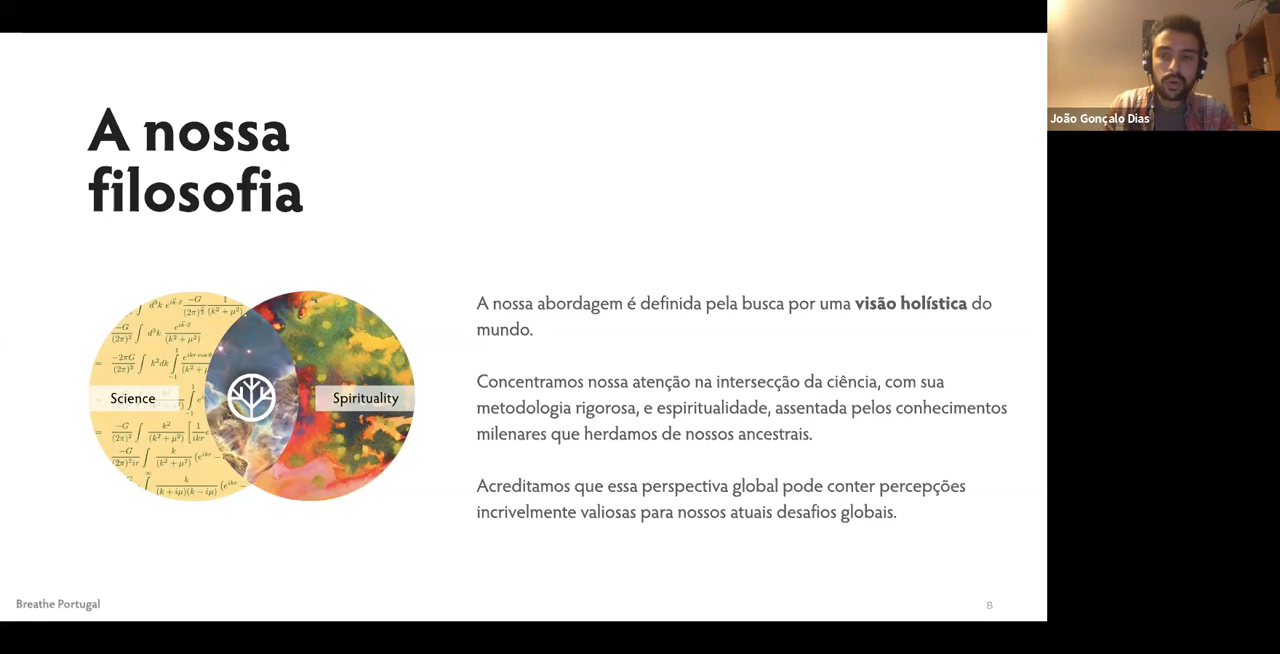 A nossa
filosofia
João Gonçalo Dias
Science
Spirituality
A nossa abordagem é definida pela busca por uma visão holística do
mundo.
Concentramos nossa atenção na intersecção da ciência, com sua
metodologia rigorosa, e espiritualidade, assentada pelos conhecimentos
milenares que herdamos de nossos ancestrais.
Acreditamos que essa perspectiva global pode conter percepções
incrivelmente valiosas para nossos atuais desafios globais.
Breathe Portugal
8